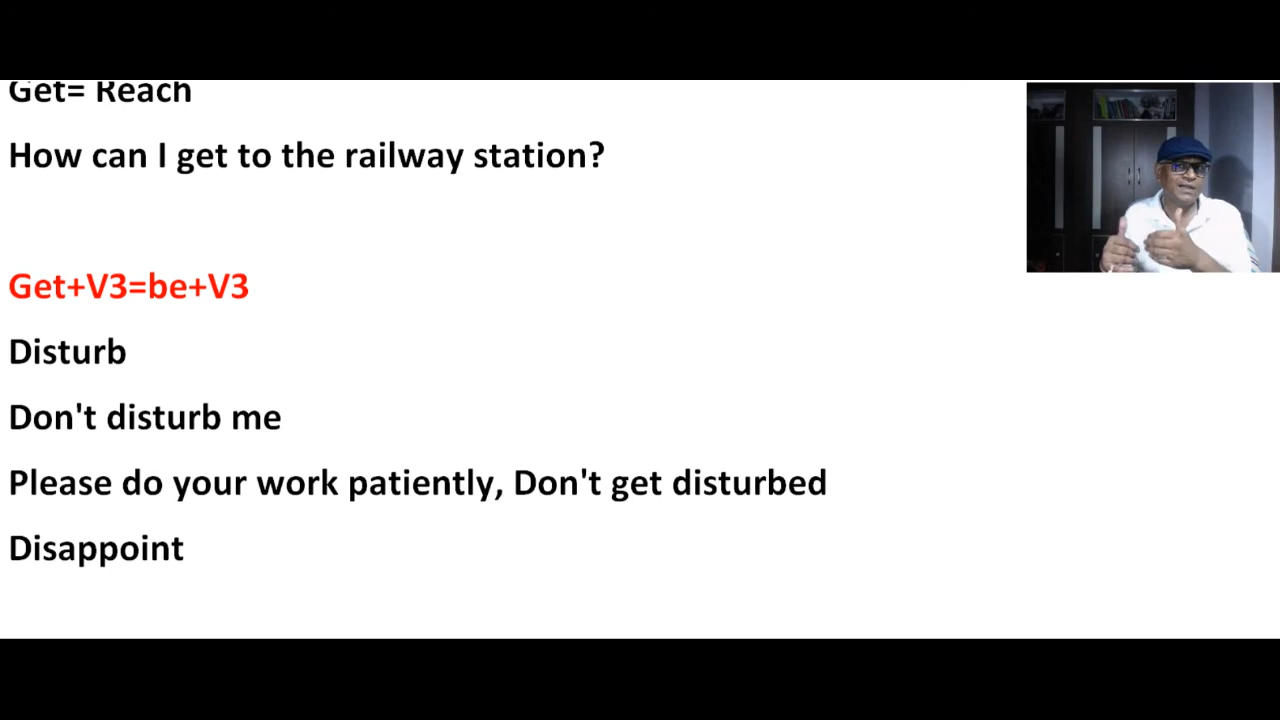 Get= Reach
How can I get to the railway station?
Get+V3=be+V3
Disturb
Don't disturb me
Please do your work patiently, Don't get disturbed
Disappoint